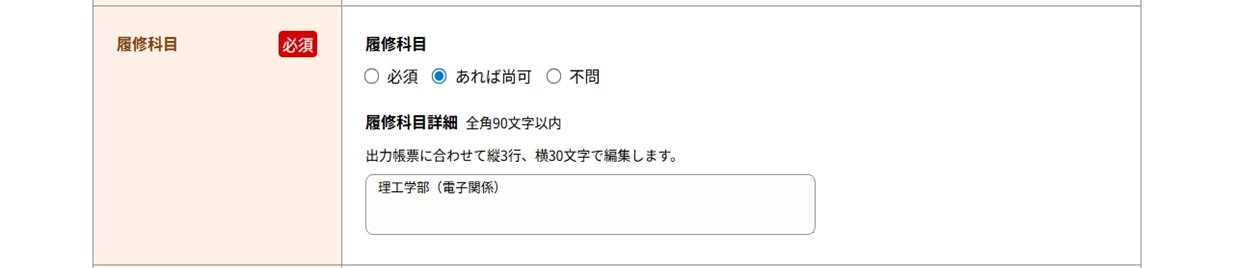 履修科目 必須
履修科目
必須 あれば尚可 不問
履修科目詳細 全角90文字以内
出力帳票に合わせて縦3行、横30文字で編集します。
理工学部（電子関係）